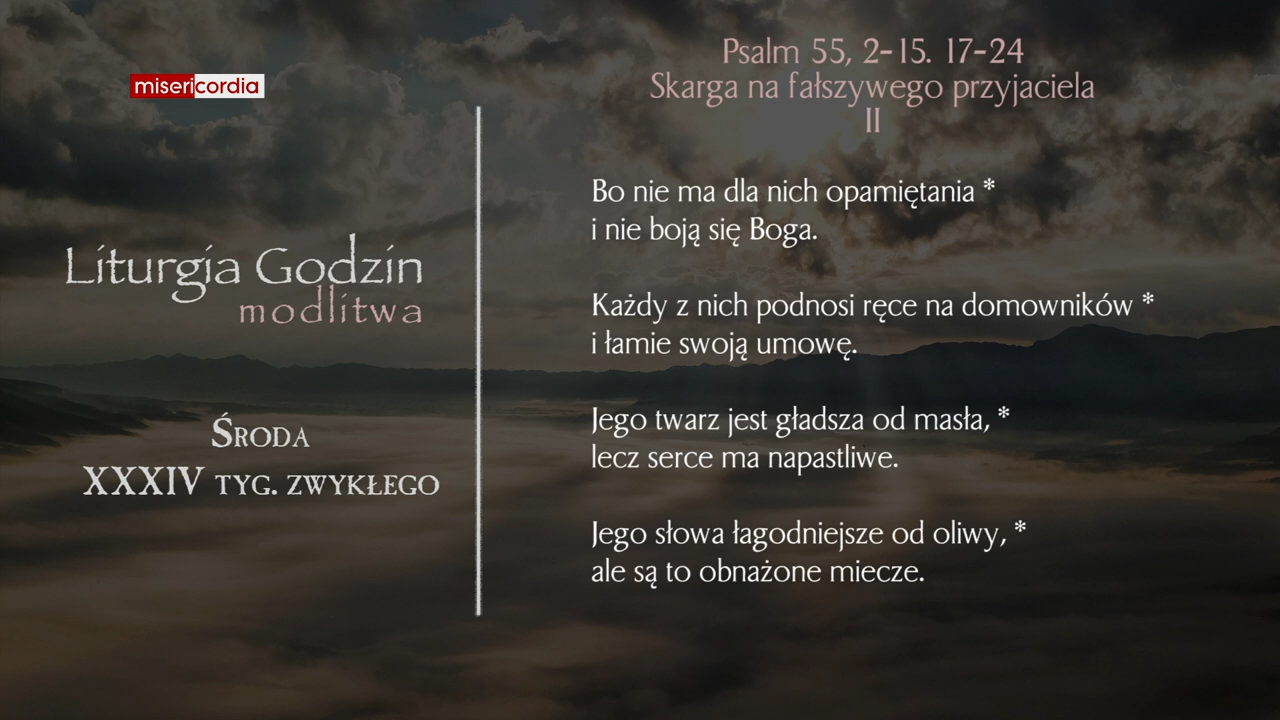 misericordia
Liturgia Godzin
modlitwa
Środa
XXXIV tyg. zwykłego
Psalm 55, 2-15. 17-24
Skarga na fałszywego przyjaciela
II
Bo nie ma dla nich opamiętania *
i nie boją się Boga.
Każdy z nich podnosi ręce na domowników *
i łamie swoją umowę.
Jego twarz jest gładsza od masła, *
lecz serce ma napastliwe.
Jego słowa łagodniejsze od oliwy, *
ale są to obnażone miecze.